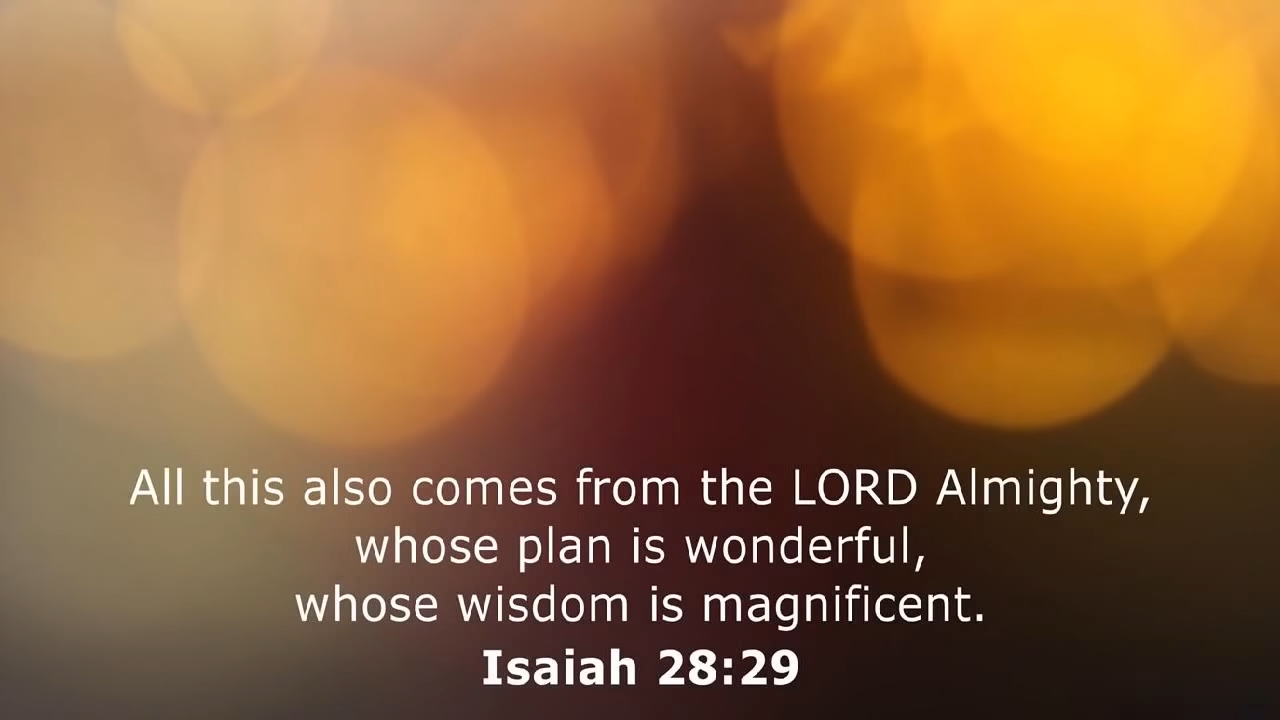 All this also comes from the LORD Almighty,
whose plan is wonderful,
whose wisdom is magnificent.
Isaiah 28:29